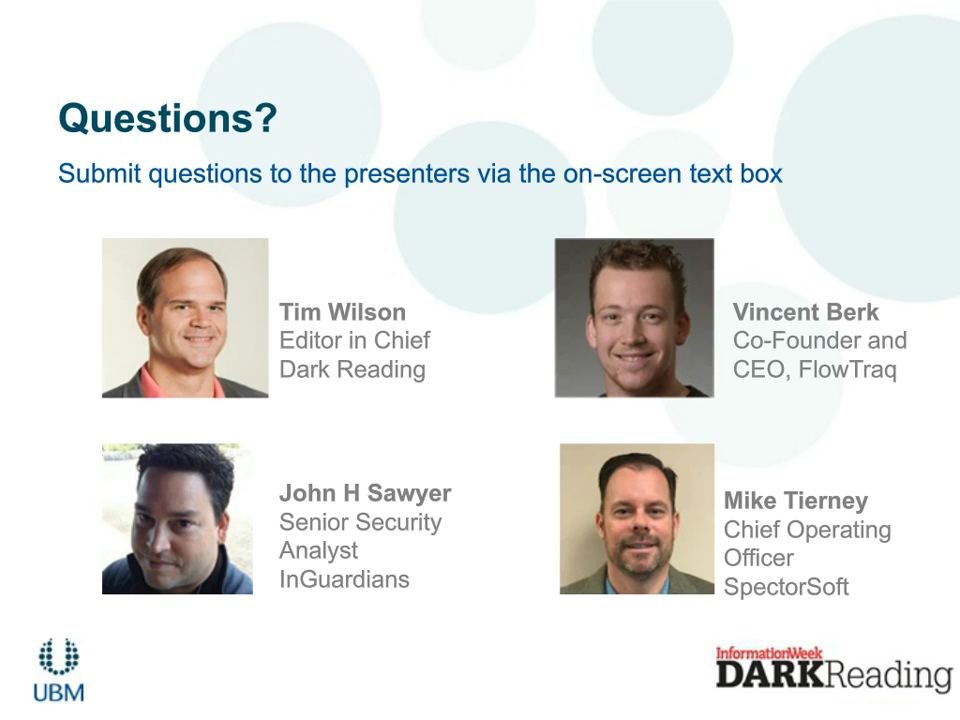 Questions?
Submit questions to the presenters via the on-screen text box
Tim Wilson
Editor in Chief
Dark Reading
Vincent Berk
Co-Founder and
CEO, FlowTraq
John H Sawyer
Senior Security
Analyst
InGuardians
Mike Tierney
Chief Operating
Officer
SpectorSoft
UBM
InformationWeek
DARKReading